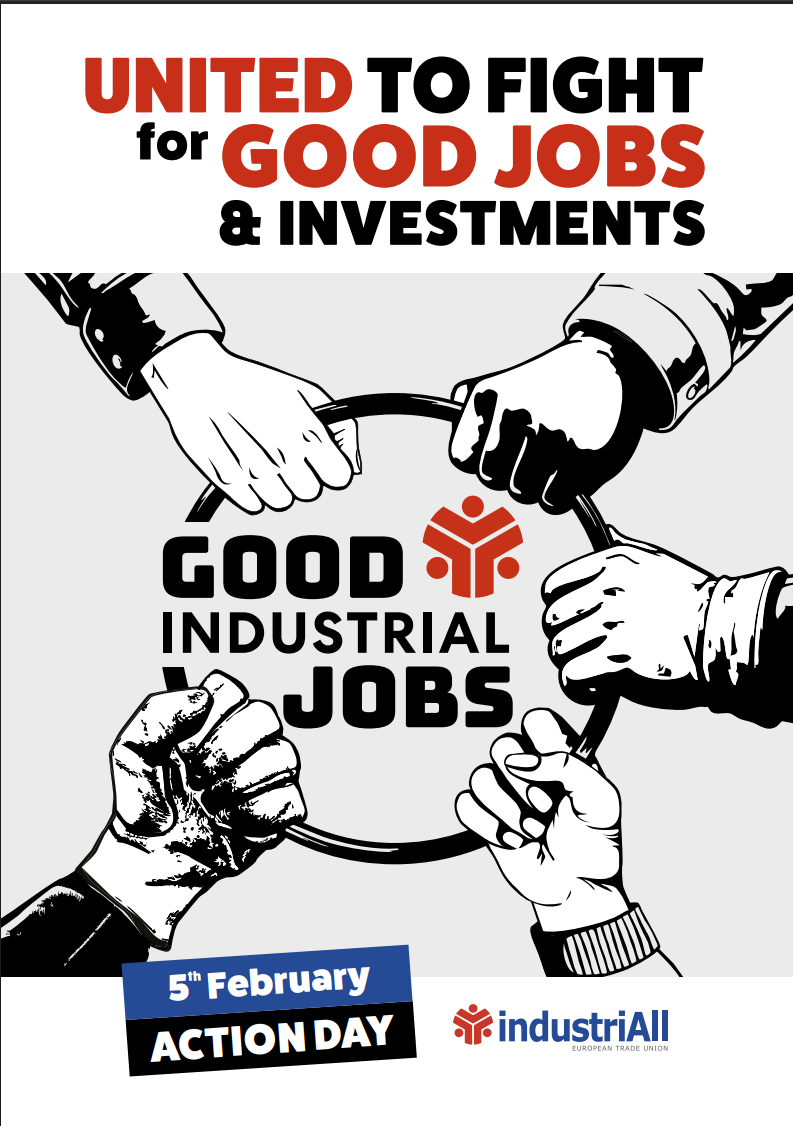 UNITED TO FIGHT
for GOOD JOBS
& INVESTMENTS
GOOD
INDUSTRIAL
JOBS
5th February
ACTION DAY
industriAll
EUROPEAN TRADE UNION